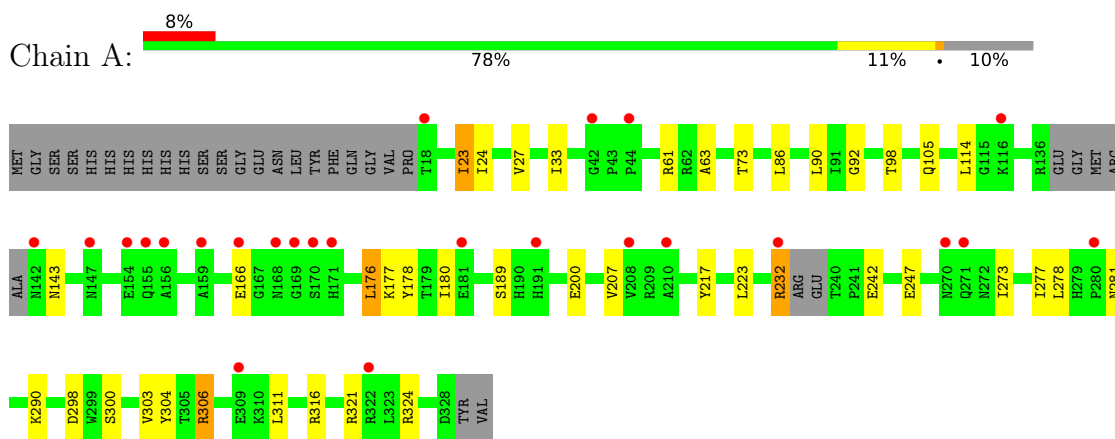 8%
Chain A:
78% 11% • 10%
MET GLY SER SER HIS HIS HIS HIS HIS HIS SER SER GLY GLU ASN LEU TYR PHE GLN GLY VAL PRO T18 I23 I24 V27 I33 G42 P43 P44 R61 R62 A63 T73 L86 L90 I91 G92 T98 Q105 L114 G115 K116 R136 GLU GLY MET ARG
ALA N142 N143 N147 E154 Q155 A156 A159 E166 G167 N168 G169 S170 H171 L176 K177 Y178 T179 I180 E181 S189 H190 H191 E200 V207 V208 R209 A210 Y217 L223 R232 ARG GLU T240 P241 E242 E247 N270 Q271 N272 I273 I277 L278 H279 P280 N281
K290 D298 W299 S300 V303 Y304 T305 R306 E309 K310 L311 R316 R321 R322 L323 R324 D328 TYR VAL